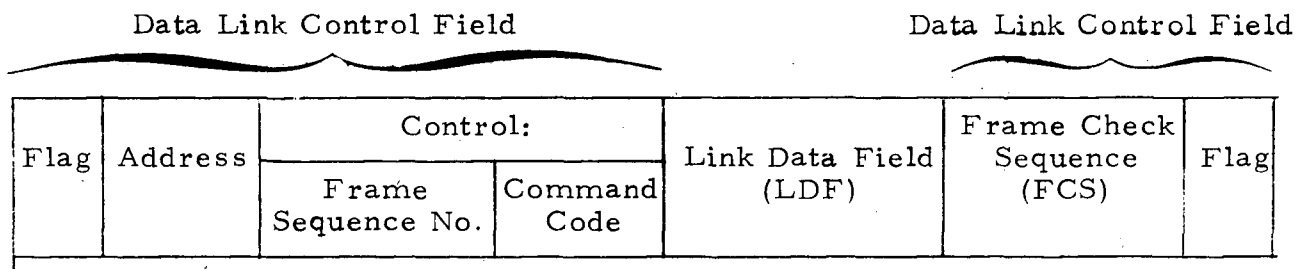 Data Link Control Field
Data Link Control Field
Flag
Address
Control:
Frame
Sequence No.
Command
Code
Link Data Field
(LDF)
Frame Check
Sequence
(FCS)
Flag